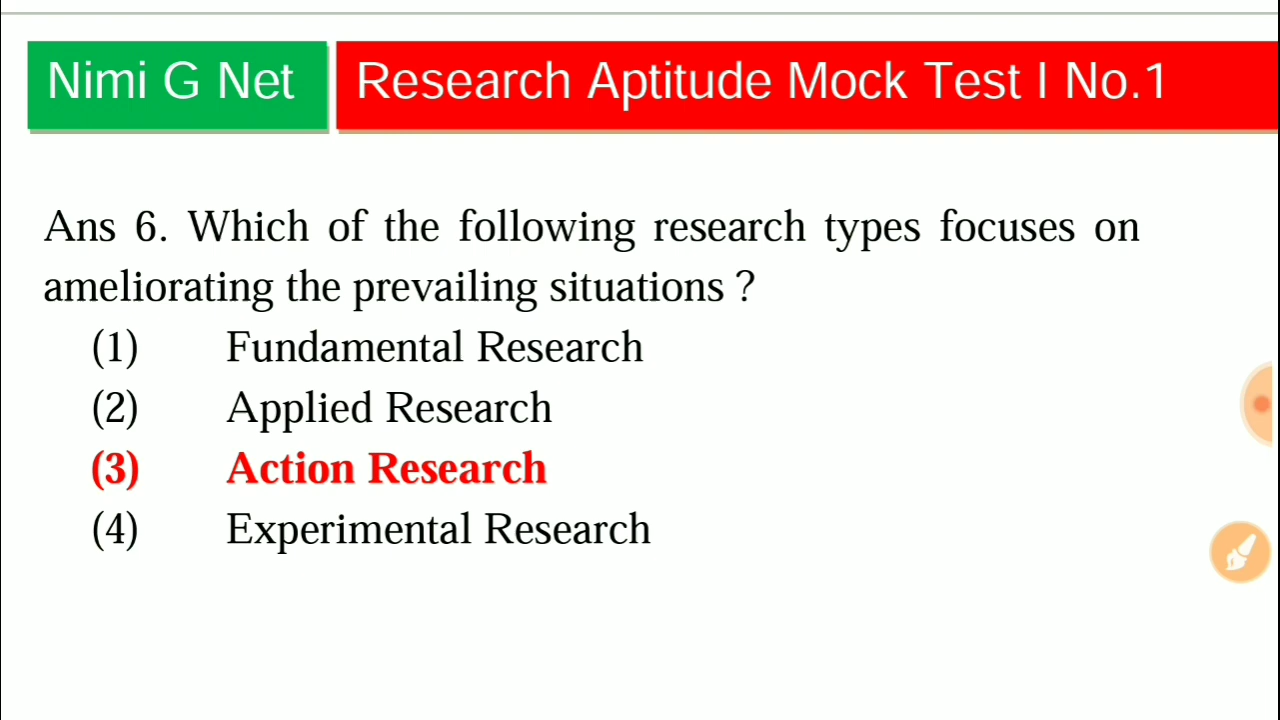 Nimi G Net
Research Aptitude Mock Test I No.1
Ans 6. Which of the following research types focuses on
ameliorating the prevailing situations ?
(1) Fundamental Research
(2) Applied Research
(3) Action Research
(4) Experimental Research